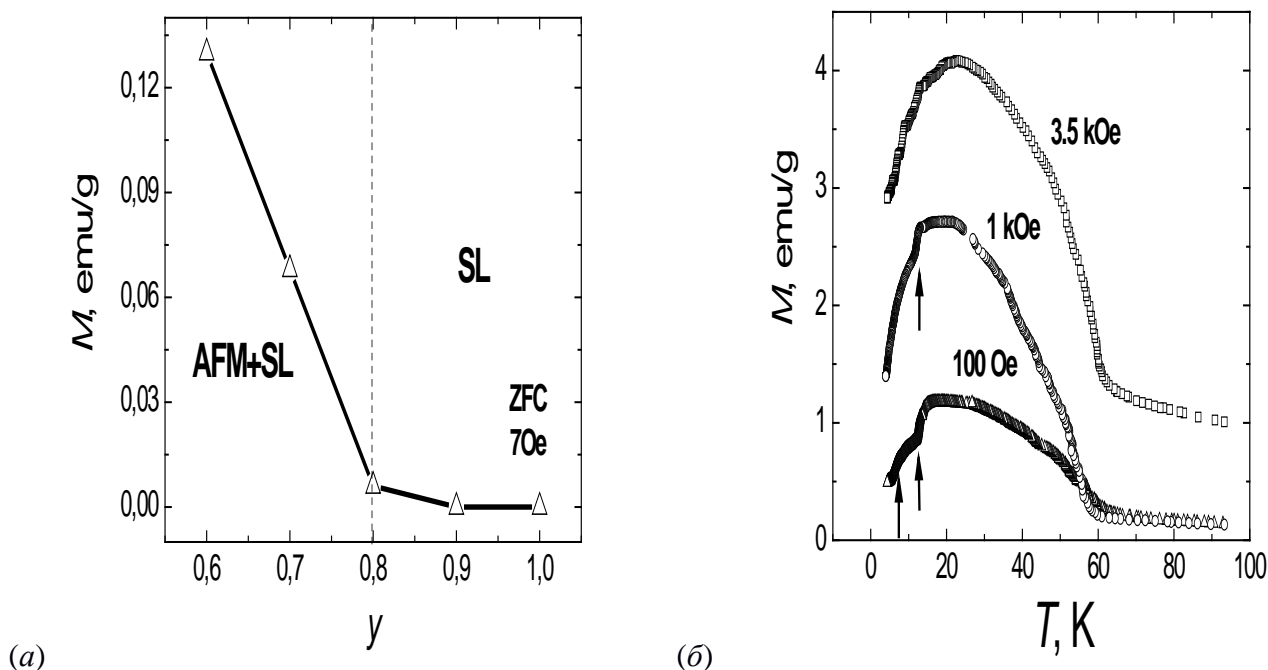 0,12
0,09
0,06
0,03
0,00
M, emu/g
SL
AFM+SL
ZFC
7Oe
0,6 0,7 0,8 0,9 1,0
y
(а)
4
3
2
1
0
M, emu/g
3.5 kOe
1 kOe
100 Oe
0 20 40 60 80 100
T, K
(б)